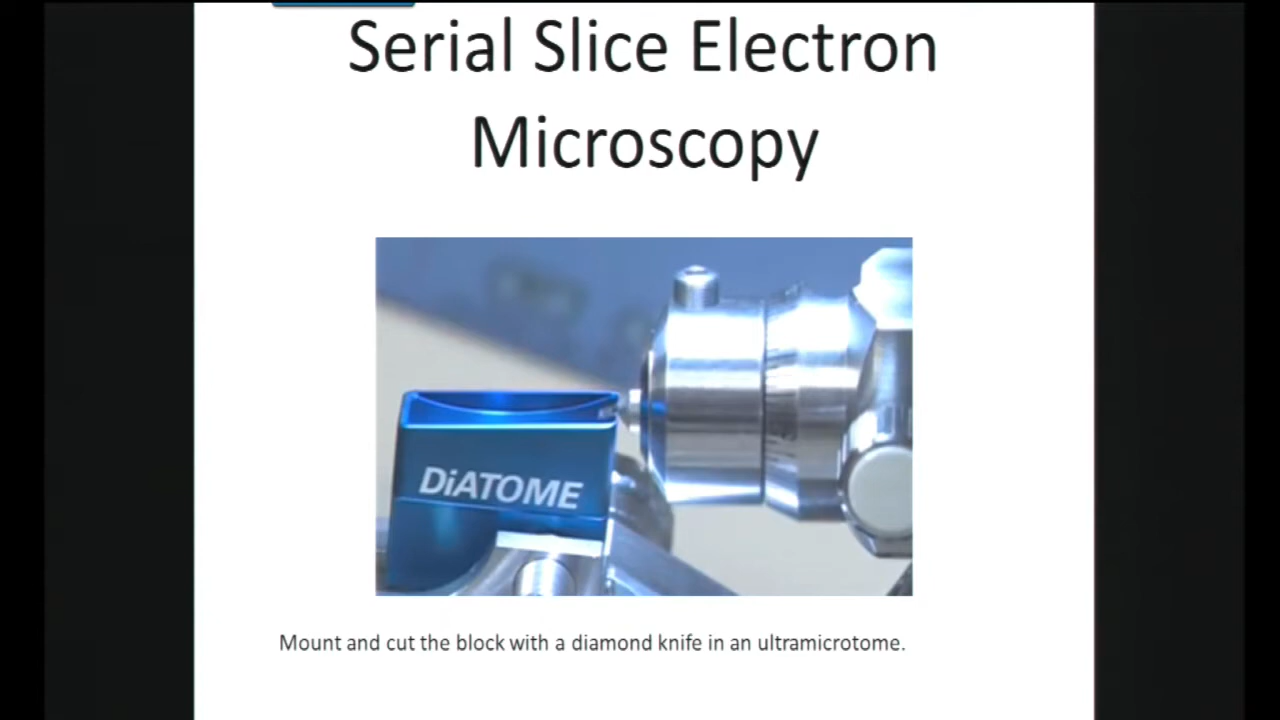 Serial Slice Electron
Microscopy
DiATOME
Mount and cut the block with a diamond knife in an ultramicrotome.